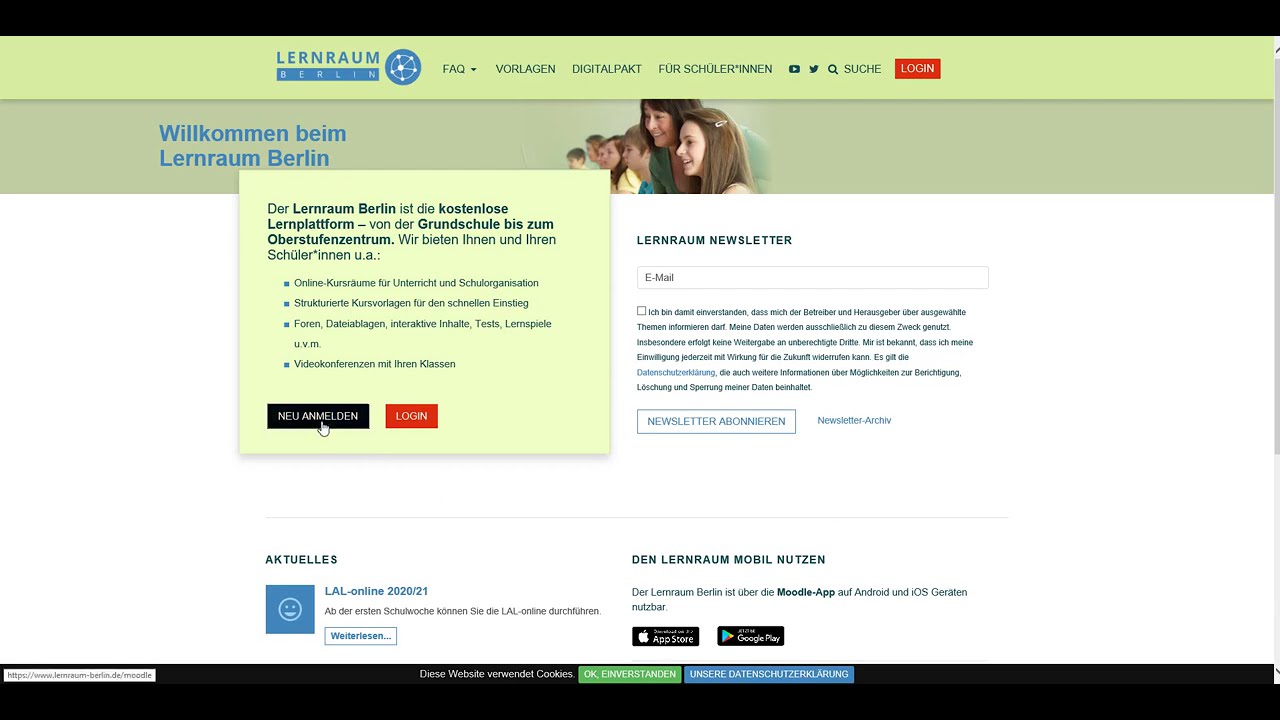 LERNRAUM
BERLIN
FAQ VORLAGEN DIGITALPAKT FÜR SCHÜLER*INNEN SUCHE LOGIN
Willkommen beim
Lernraum Berlin
Der Lernraum Berlin ist die kostenlose
Lernplattform – von der Grundschule bis zum
Oberstufenzentrum. Wir bieten Ihnen und Ihren
Schüler*innen u.a.:
Online-Kursräume für Unterricht und Schulorganisation
Strukturierte Kursvorlagen für den schnellen Einstieg
Foren, Dateiablagen, interaktive Inhalte, Tests, Lernspiele
u.v.m.
Videokonferenzen mit Ihren Klassen
NEU ANMELDEN LOGIN
LERNRAUM NEWSLETTER
E-Mail
Ich bin damit einverstanden, dass mich der Betreiber und Herausgeber über ausgewählte
Themen informieren darf. Meine Daten werden ausschließlich zu diesem Zweck genutzt.
Insbesondere erfolgt keine Weitergabe an unberechtigte Dritte. Mir ist bekannt, dass ich meine
Einwilligung jederzeit mit Wirkung für die Zukunft widerrufen kann. Es gilt die
Datenschutzerklärung, die auch weitere Informationen über Möglichkeiten zur Berichtigung,
Löschung und Sperrung meiner Daten beinhaltet.
NEWSLETTER ABONNIEREN Newsletter-Archiv
AKTUELLES
LAL-online 2020/21
Ab der ersten Schulwoche können Sie die LAL-online durchführen.
Weiterlesen...
DEN LERNRAUM MOBIL NUTZEN
Der Lernraum Berlin ist über die Moodle-App auf Android und iOS Geräten
nutzbar.
Download on the
App Store
JETZT BEI
Google Play
Diese Website verwendet Cookies. OK, EINVERSTANDEN UNSERE DATENSCHUTZERKLÄRUNG
https://www.lernraum-berlin.de/moodle